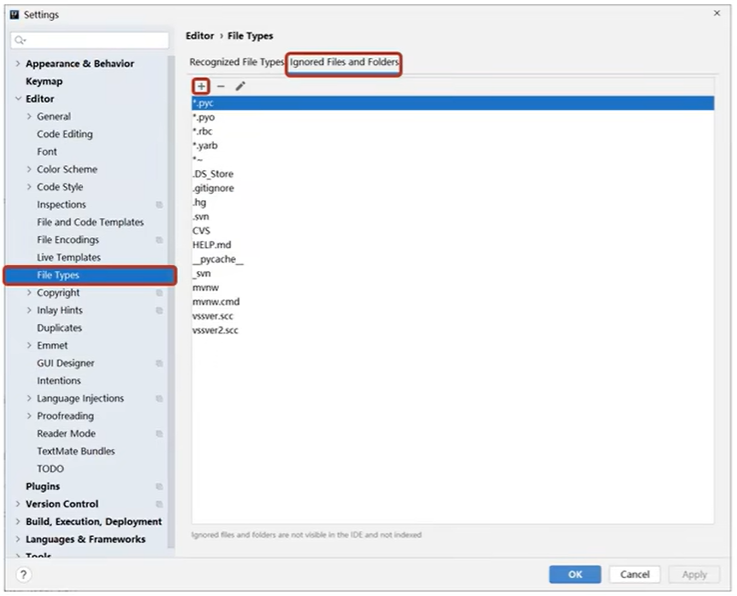 Settings
Editor › File Types
Recognized File Types Ignored Files and Folders
Appearance & Behavior
Keymap
Editor
General
Code Editing
Font
Color Scheme
Code Style
Inspections
File and Code Templates
File Encodings
Live Templates
File Types
Copyright
Inlay Hints
Duplicates
Emmet
GUI Designer
Intentions
Language Injections
Proofreading
Reader Mode
TextMate Bundles
TODO
Plugins
Version Control
Build, Execution, Deployment
Languages & Frameworks
Tools
*.pyc
*.pyo
*.rbc
*.yarb
*~
.DS_Store
.gitignore
.hg
.svn
CVS
HELP.md
__pycache__
_svn
mvnw
mvnw.cmd
vssver.scc
vssver2.scc
Ignored files and folders are not visible in the IDE and not indexed
?
OK Cancel Apply